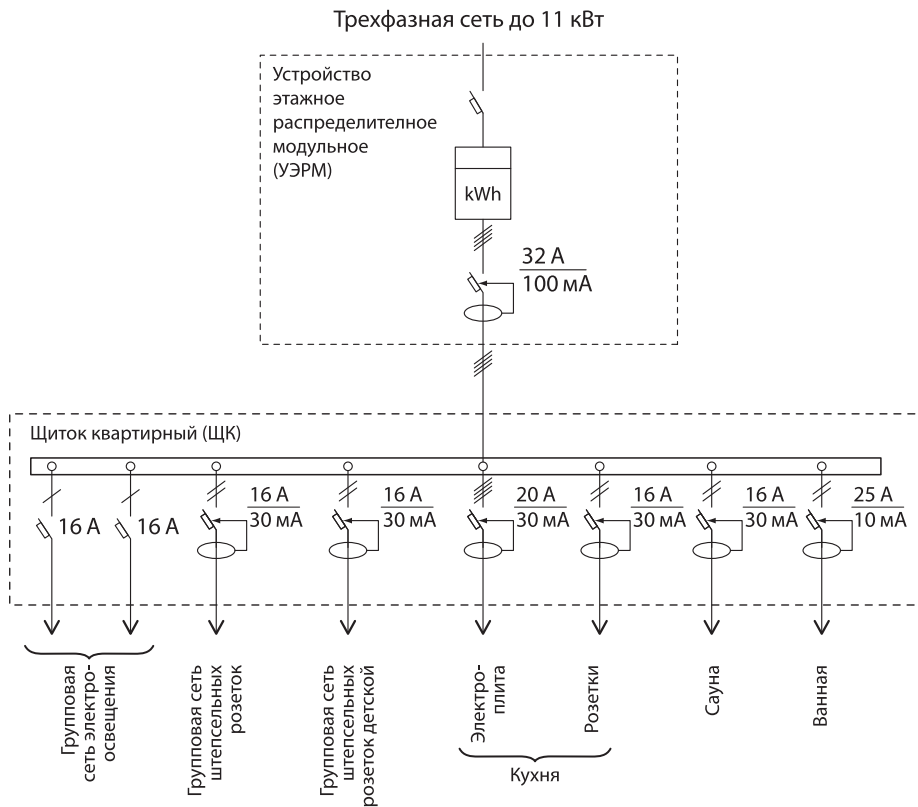 Трехфазная сеть до 11 кВт
Устройство
этажное
распределителное
модульное
(УЭРМ)
kWh
32 А
100 мА
Щиток квартирный (ЩК)
16 А
16 А
16 А
30 мА
16 А
30 мА
20 А
30 мА
16 А
30 мА
16 А
30 мА
25 А
10 мА
Групповая
сеть электро-
освещения
Групповая сеть
штепсельных
розеток
Групповая сеть
штепсельных
розеток детской
Электро-
плита
Розетки
Кухня
Сауна
Ванная